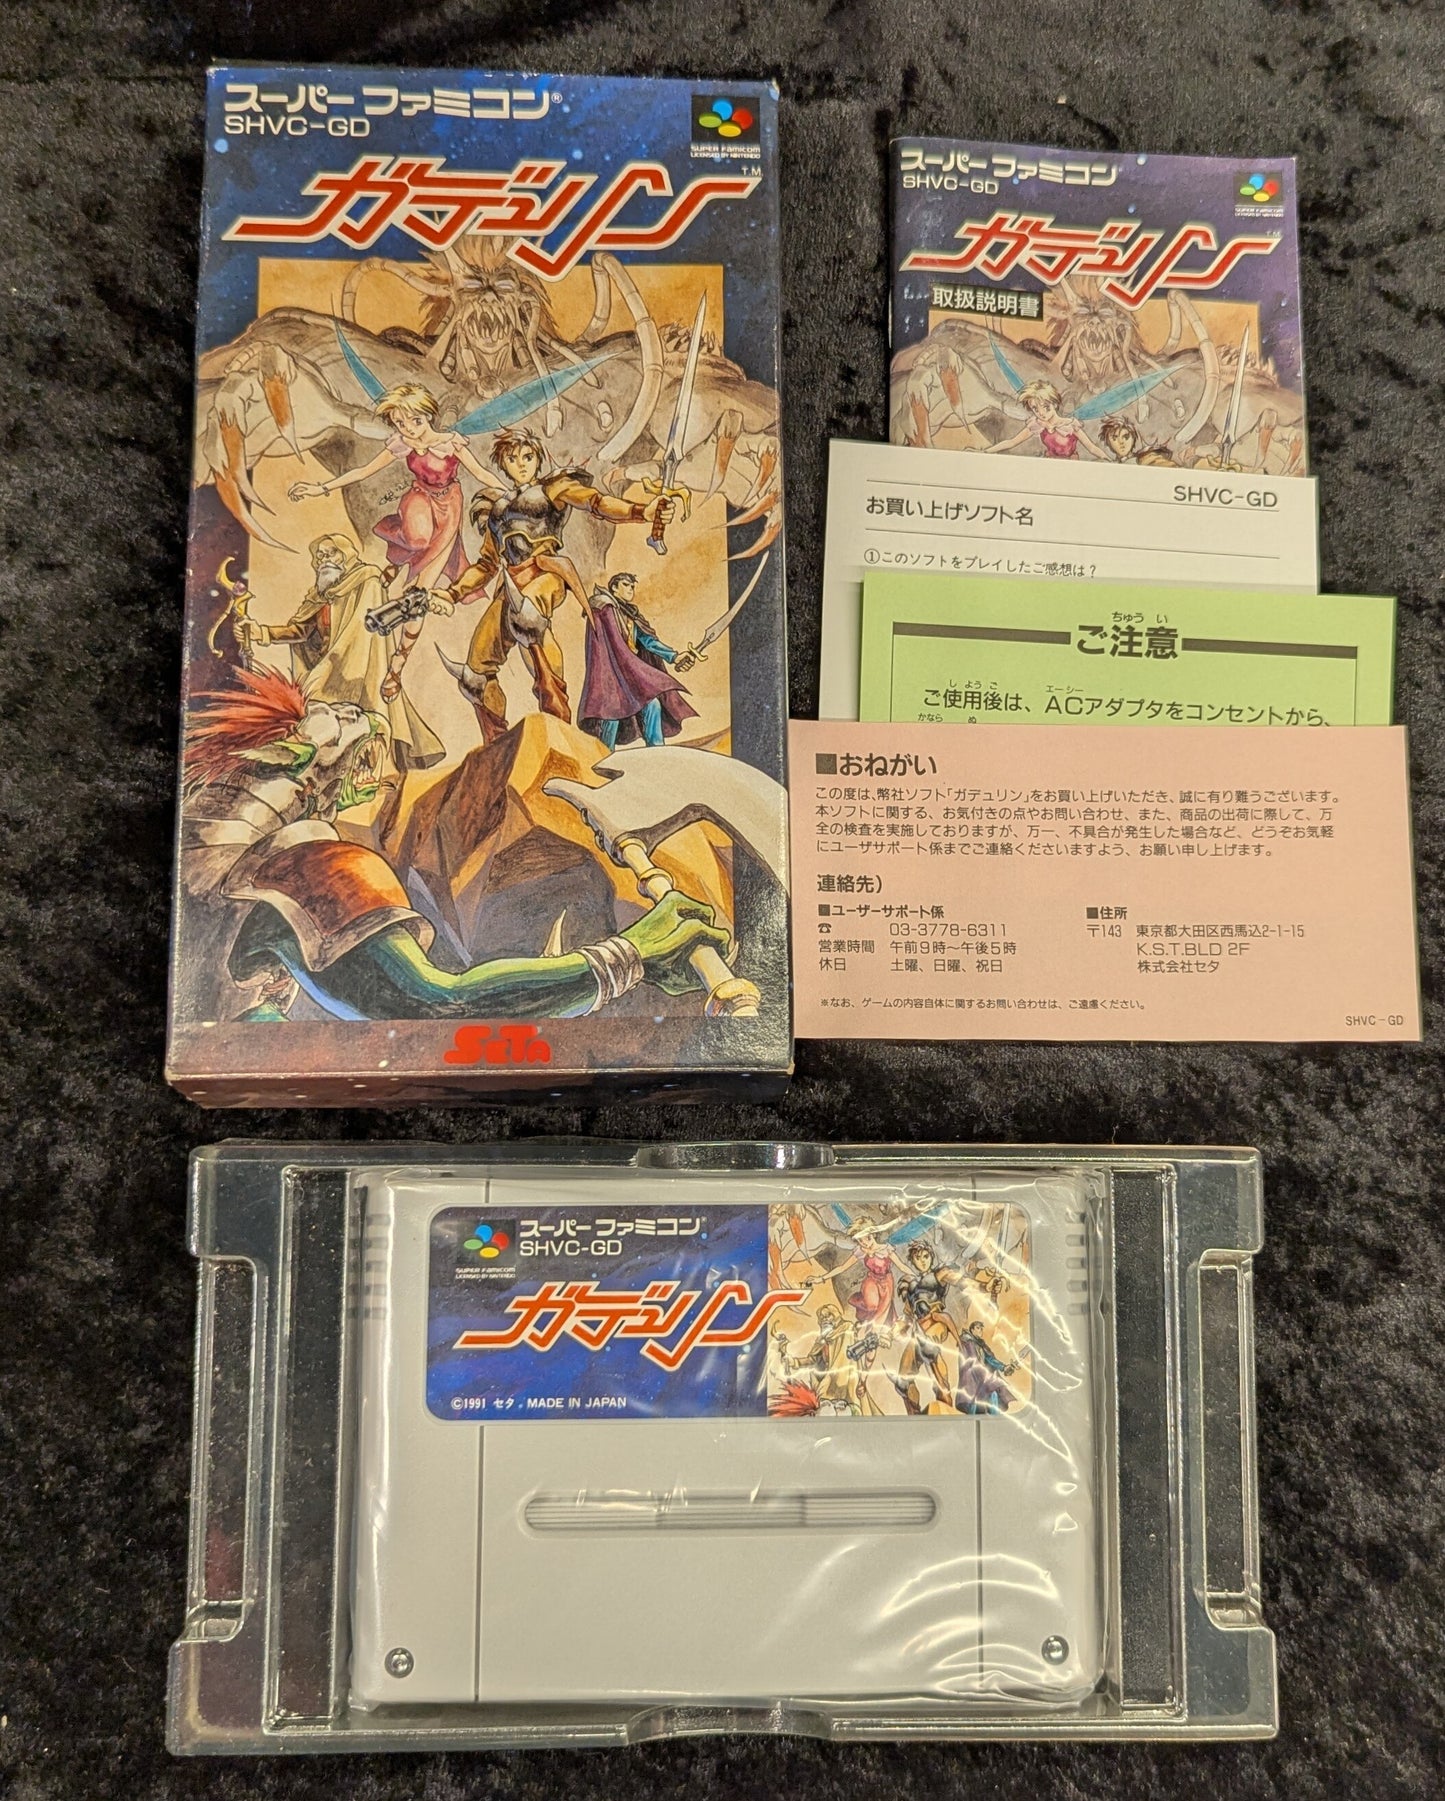 スーパーファミコン®
SHVC-GD
SUPER Famicom
LICENSED BY NINTENDO
T.M.
ガデュリン
SETA
スーパーファミコン
SHVC-GD
SUPER Famicom
LICENSED BY NINTENDO
T.M.
ガデュリン
取扱説明書
SHVC-GD
お買い上げソフト名
①このソフトをプレイしたご感想は?
ちゅうい
ご注意
しようご
エーシー
ご使用後は、ACアダプタをコンセントから、
かなら ぬ
■おねがい
この度は、幣社ソフト「ガデュリン」をお買い上げいただき、誠に有り難うございます。
本ソフトに関する、お気付きの点やお問い合わせ、また、商品の出荷に際して、万
全の検査を実施しておりますが、万一、不具合が発生した場合など、どうぞお気軽
にユーザサポート係までご連絡くださいますよう、お願い申し上げます。
連絡先)
■ユーザーサポート係
☎ 03-3778-6311
営業時間 午前9時〜午後5時
休日 土曜、日曜、祝日
■住所
〒143 東京都大田区西馬込2-1-15
K.S.T.BLD 2F
株式会社セタ
※なお、ゲームの内容自体に関するお問い合わせは、ご遠慮ください。
SHVC-GD
スーパーファミコン
SHVC-GD
SUPER Famicom
LICENSED BY NINTENDO
T.M.
ガデュリン
©1991 セタ . MADE IN JAPAN